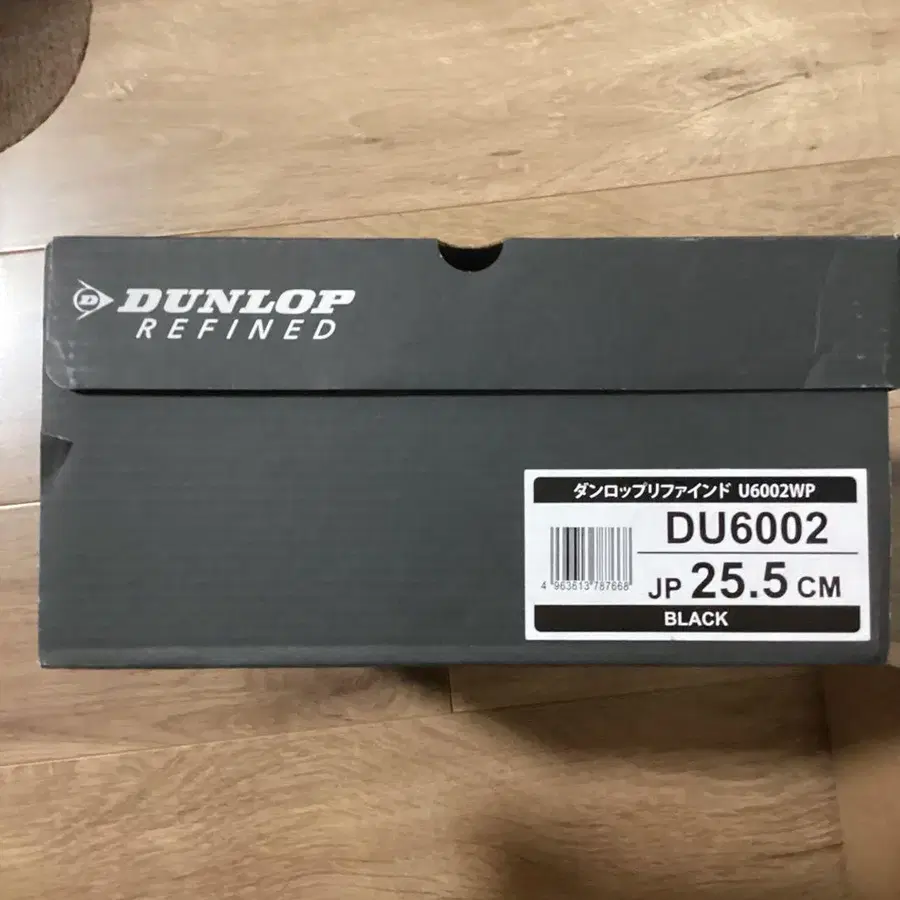 DUNLOP
REFINED
ダンロップリファインド U6002WP
DU6002
4 963613 787668
JP 25.5 CM
BLACK